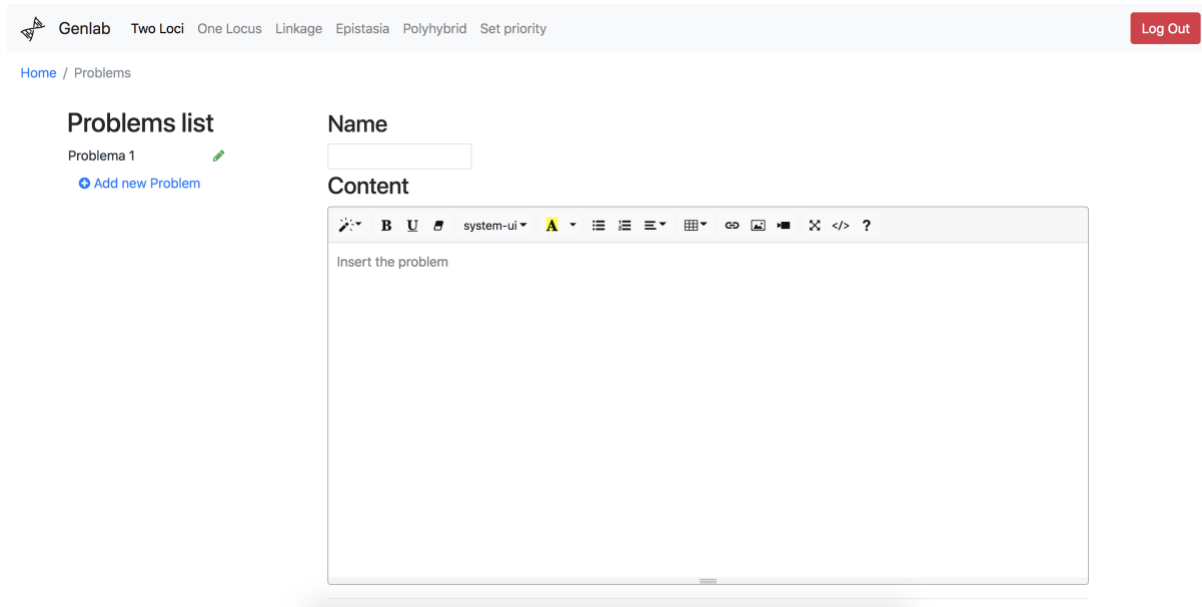 Genlab Two Loci One Locus Linkage Epistasia Polyhybrid Set priority Log Out
Home / Problems
Problems list
Problema 1
Add new Problem
Name
Content
B U system-ui A </> ?
Insert the problem